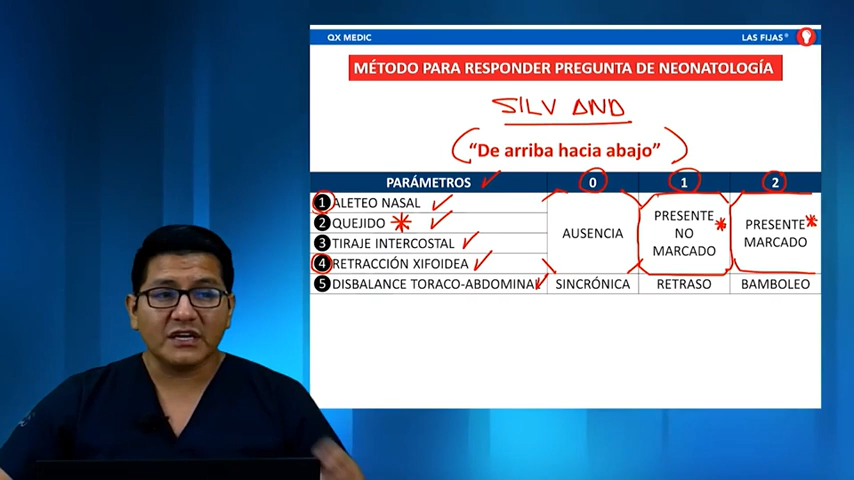 QX MEDIC
LAS FIJAS®
MÉTODO PARA RESPONDER PREGUNTA DE NEONATOLOGÍA
SILV AND
“De arriba hacia abajo”
PARÁMETROS 0 1 2
1 ALETEO NASAL
2 QUEJIDO
3 TIRAJE INTERCOSTAL
4 RETRACCIÓN XIFOIDEA
AUSENCIA
PRESENTE
NO
MARCADO
PRESENTE
MARCADO
5 DISBALANCE TORACO-ABDOMINAL SINCRÓNICA RETRASO BAMBOLEO